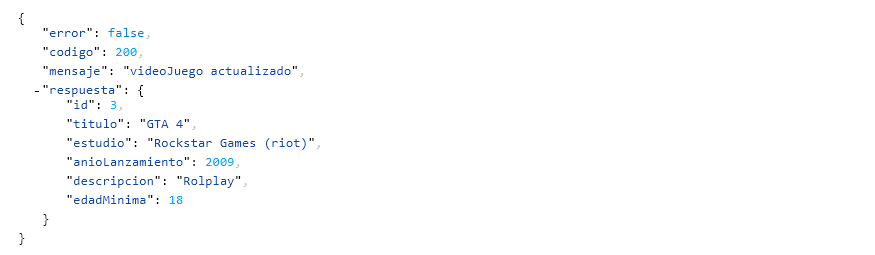 {
"error": false,
"codigo": 200,
"mensaje": "videoJuego actualizado",
-"respuesta": {
"id": 3,
"titulo": "GTA 4",
"estudio": "Rockstar Games (riot)",
"anioLanzamiento": 2009,
"descripcion": "Rolplay",
"edadMinima": 18
}
}